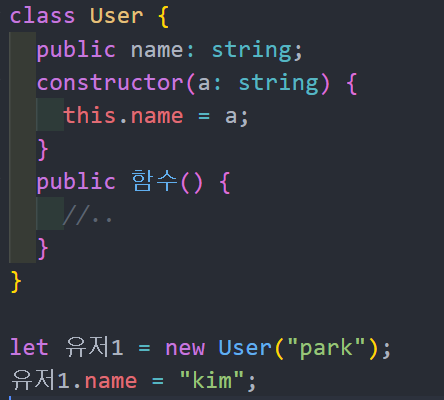 class User {
public name: string;
constructor(a: string) {
this.name = a;
}
public 함수() {
//..
}
}
let 유저1 = new User("park");
유저1.name = "kim";